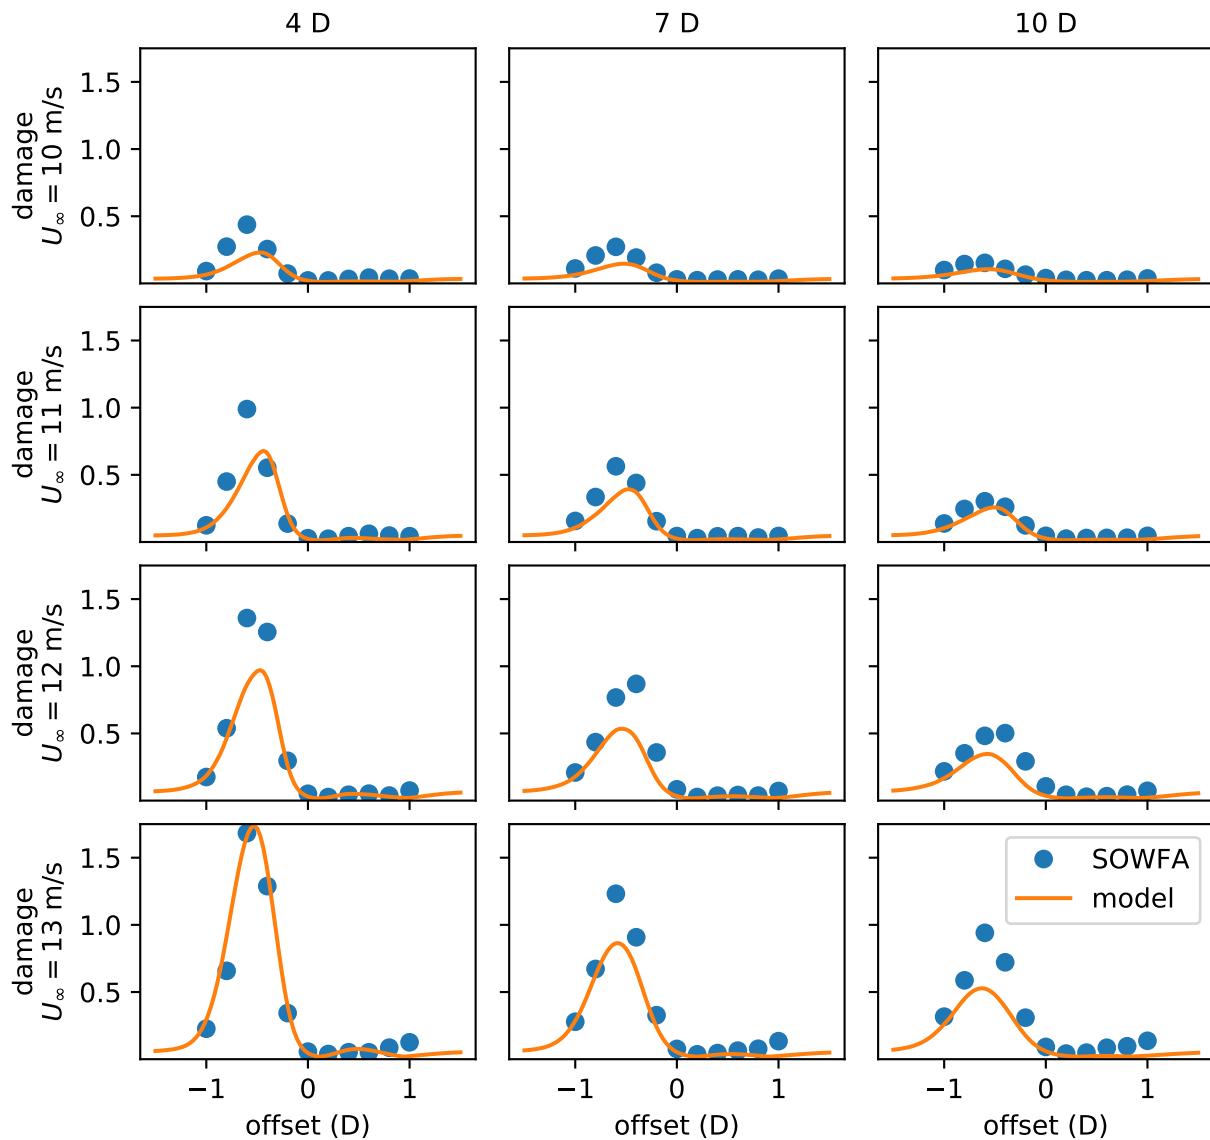 4 D 7 D 10 D
damage
U∞ = 10 m/s
1.5
1.0
0.5
damage
U∞ = 11 m/s
1.5
1.0
0.5
damage
U∞ = 12 m/s
1.5
1.0
0.5
damage
U∞ = 13 m/s
1.5
1.0
0.5
SOWFA
model
−1 0 1 −1 0 1 −1 0 1
offset (D) offset (D) offset (D)